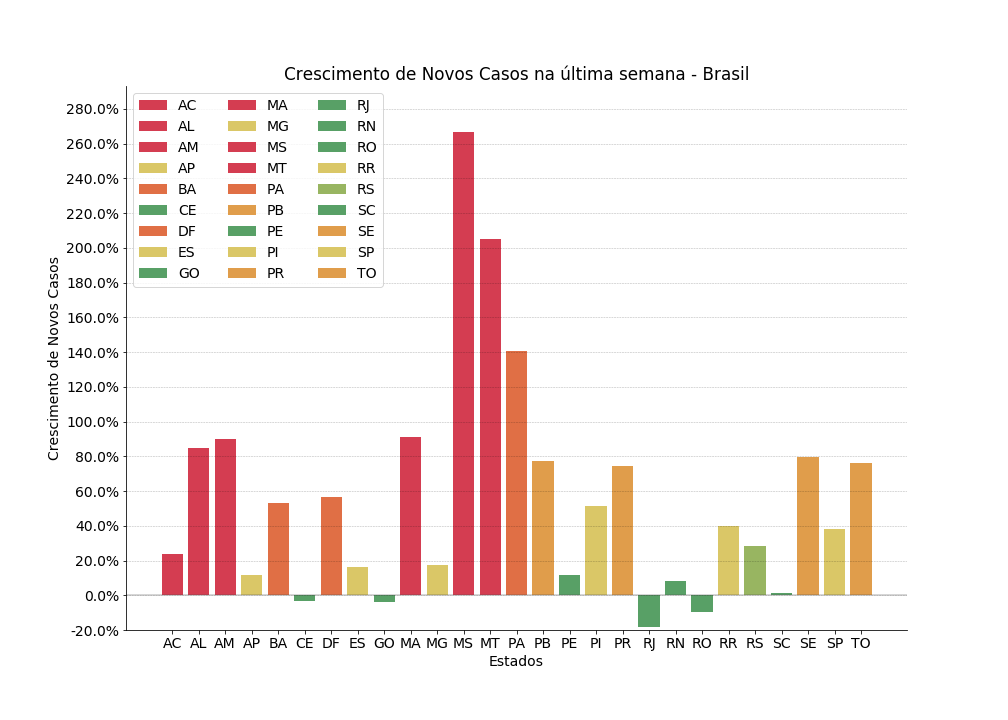 Crescimento de Novos Casos na última semana - Brasil
280.0%
260.0%
240.0%
220.0%
200.0%
180.0%
160.0%
140.0%
120.0%
100.0%
80.0%
60.0%
40.0%
20.0%
0.0%
-20.0%
Crescimento de Novos Casos
AC MA RJ
AL MG RN
AM MS RO
AP MT RR
BA PA RS
CE PB SC
DF PE SE
ES PI SP
GO PR TO
AC AL AM AP BA CE DF ES GO MA MG MS MT PA PB PE PI PR RJ RN RO RR RS SC SE SP TO
Estados